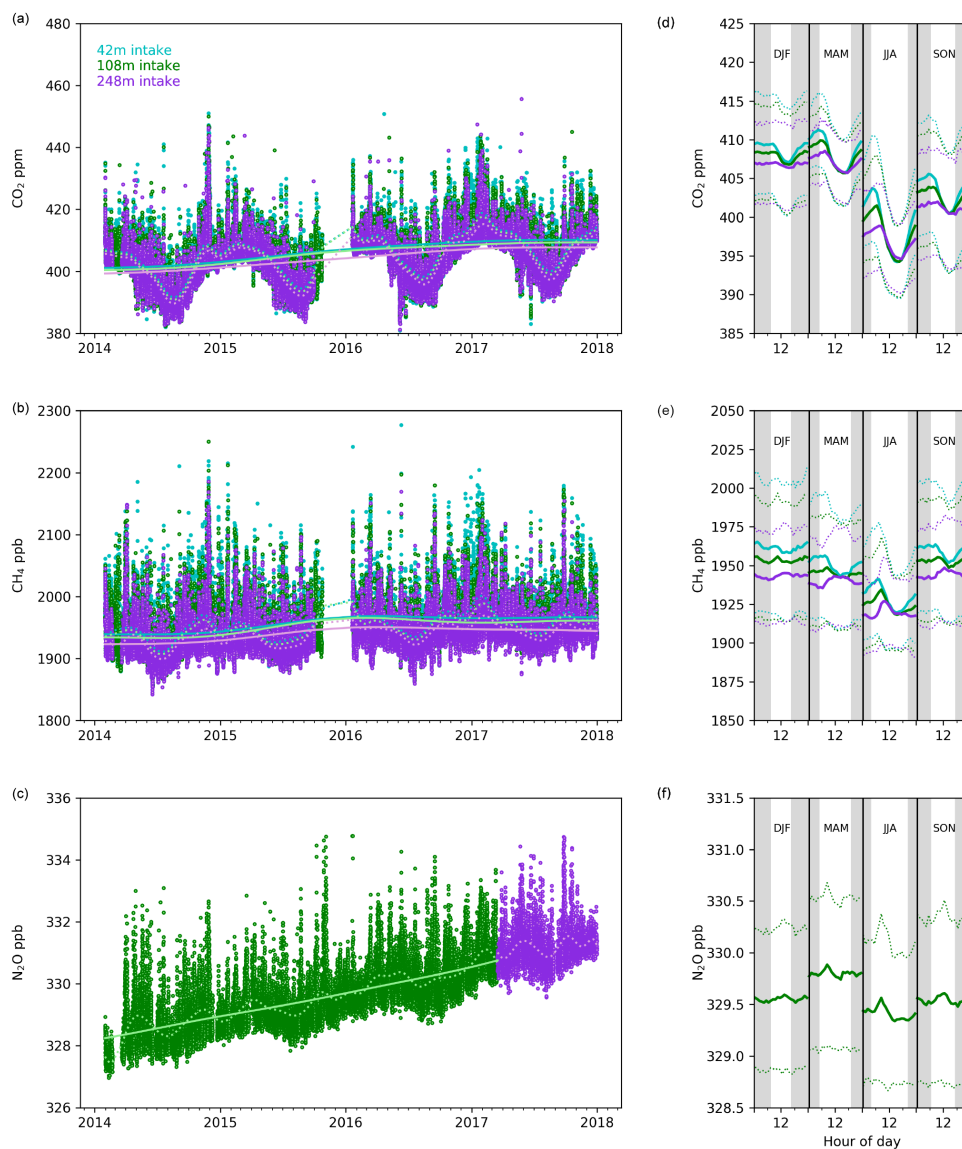 (a)
480
460
440
420
400
380
CO2 ppm
42m intake
108m intake
248m intake
2014 2015 2016 2017 2018
(d)
425
420
415
410
405
400
395
390
385
CO2 ppm
DJF MAM JJA SON
12 12 12 12
(b)
2300
2200
2100
2000
1900
1800
CH4 ppb
2014 2015 2016 2017 2018
(e)
2050
2025
2000
1975
1950
1925
1900
1875
1850
CH4 ppb
DJF MAM JJA SON
12 12 12 12
(c)
336
334
332
330
328
326
N2O ppb
2014 2015 2016 2017 2018
(f)
331.5
331.0
330.5
330.0
329.5
329.0
328.5
N2O ppb
DJF MAM JJA SON
12 12 12 12
Hour of day